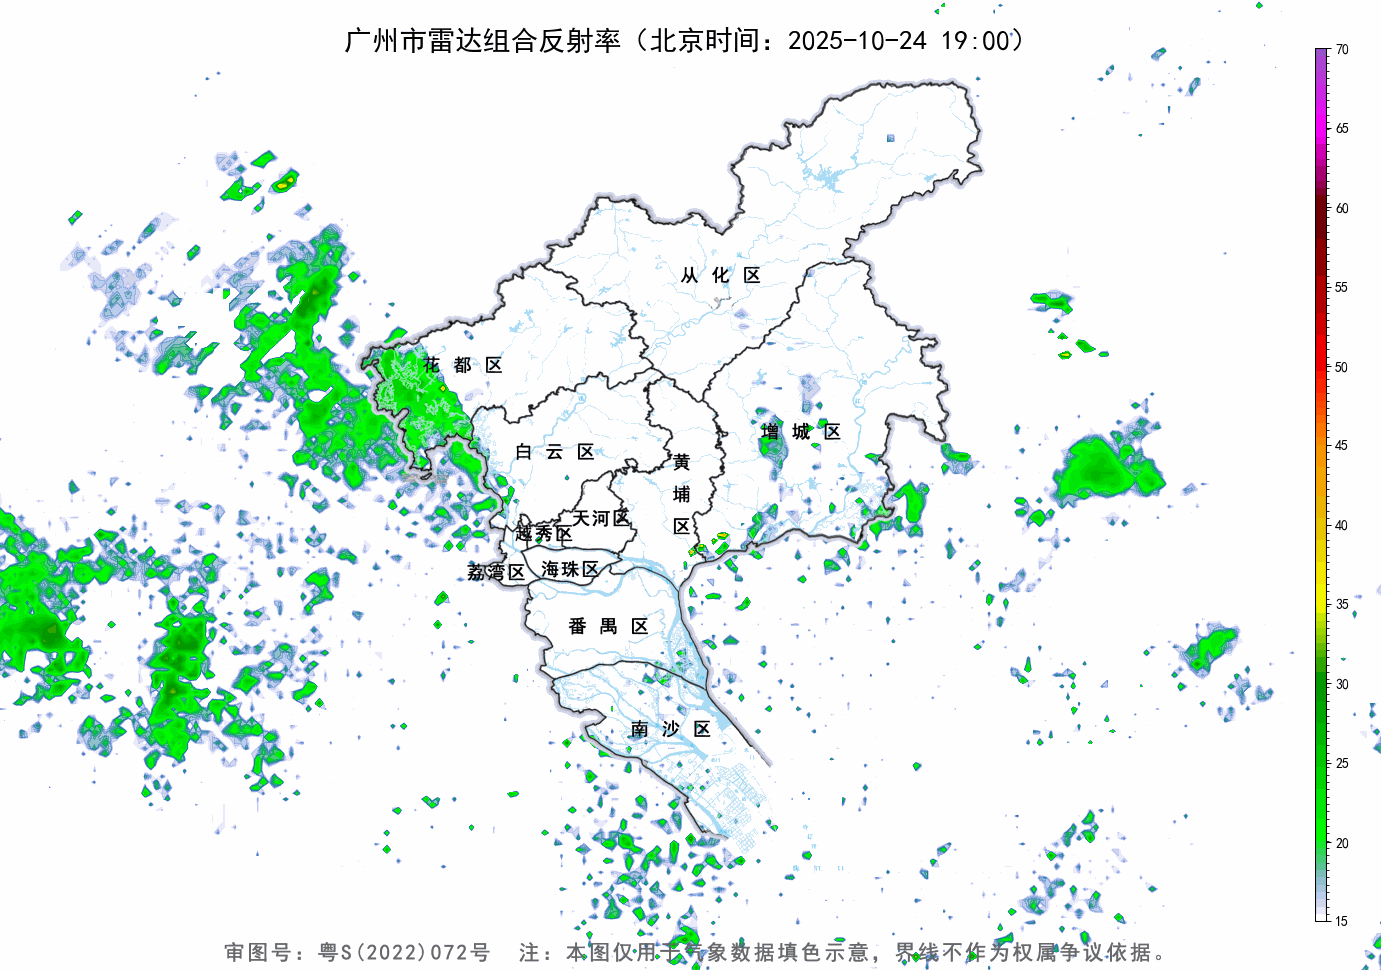 广州市雷达组合反射率（北京时间：2025-10-24 19:00）
70
65
60
55
50
45
40
35
30
25
20
15
从化区
花都区
增城区
白云区
黄埔区
天河区
越秀区
荔湾区
海珠区
番禺区
南沙区
审图号：粤S(2022)072号 注：本图仅用于气象数据填色示意，界线不作为权属争议依据。